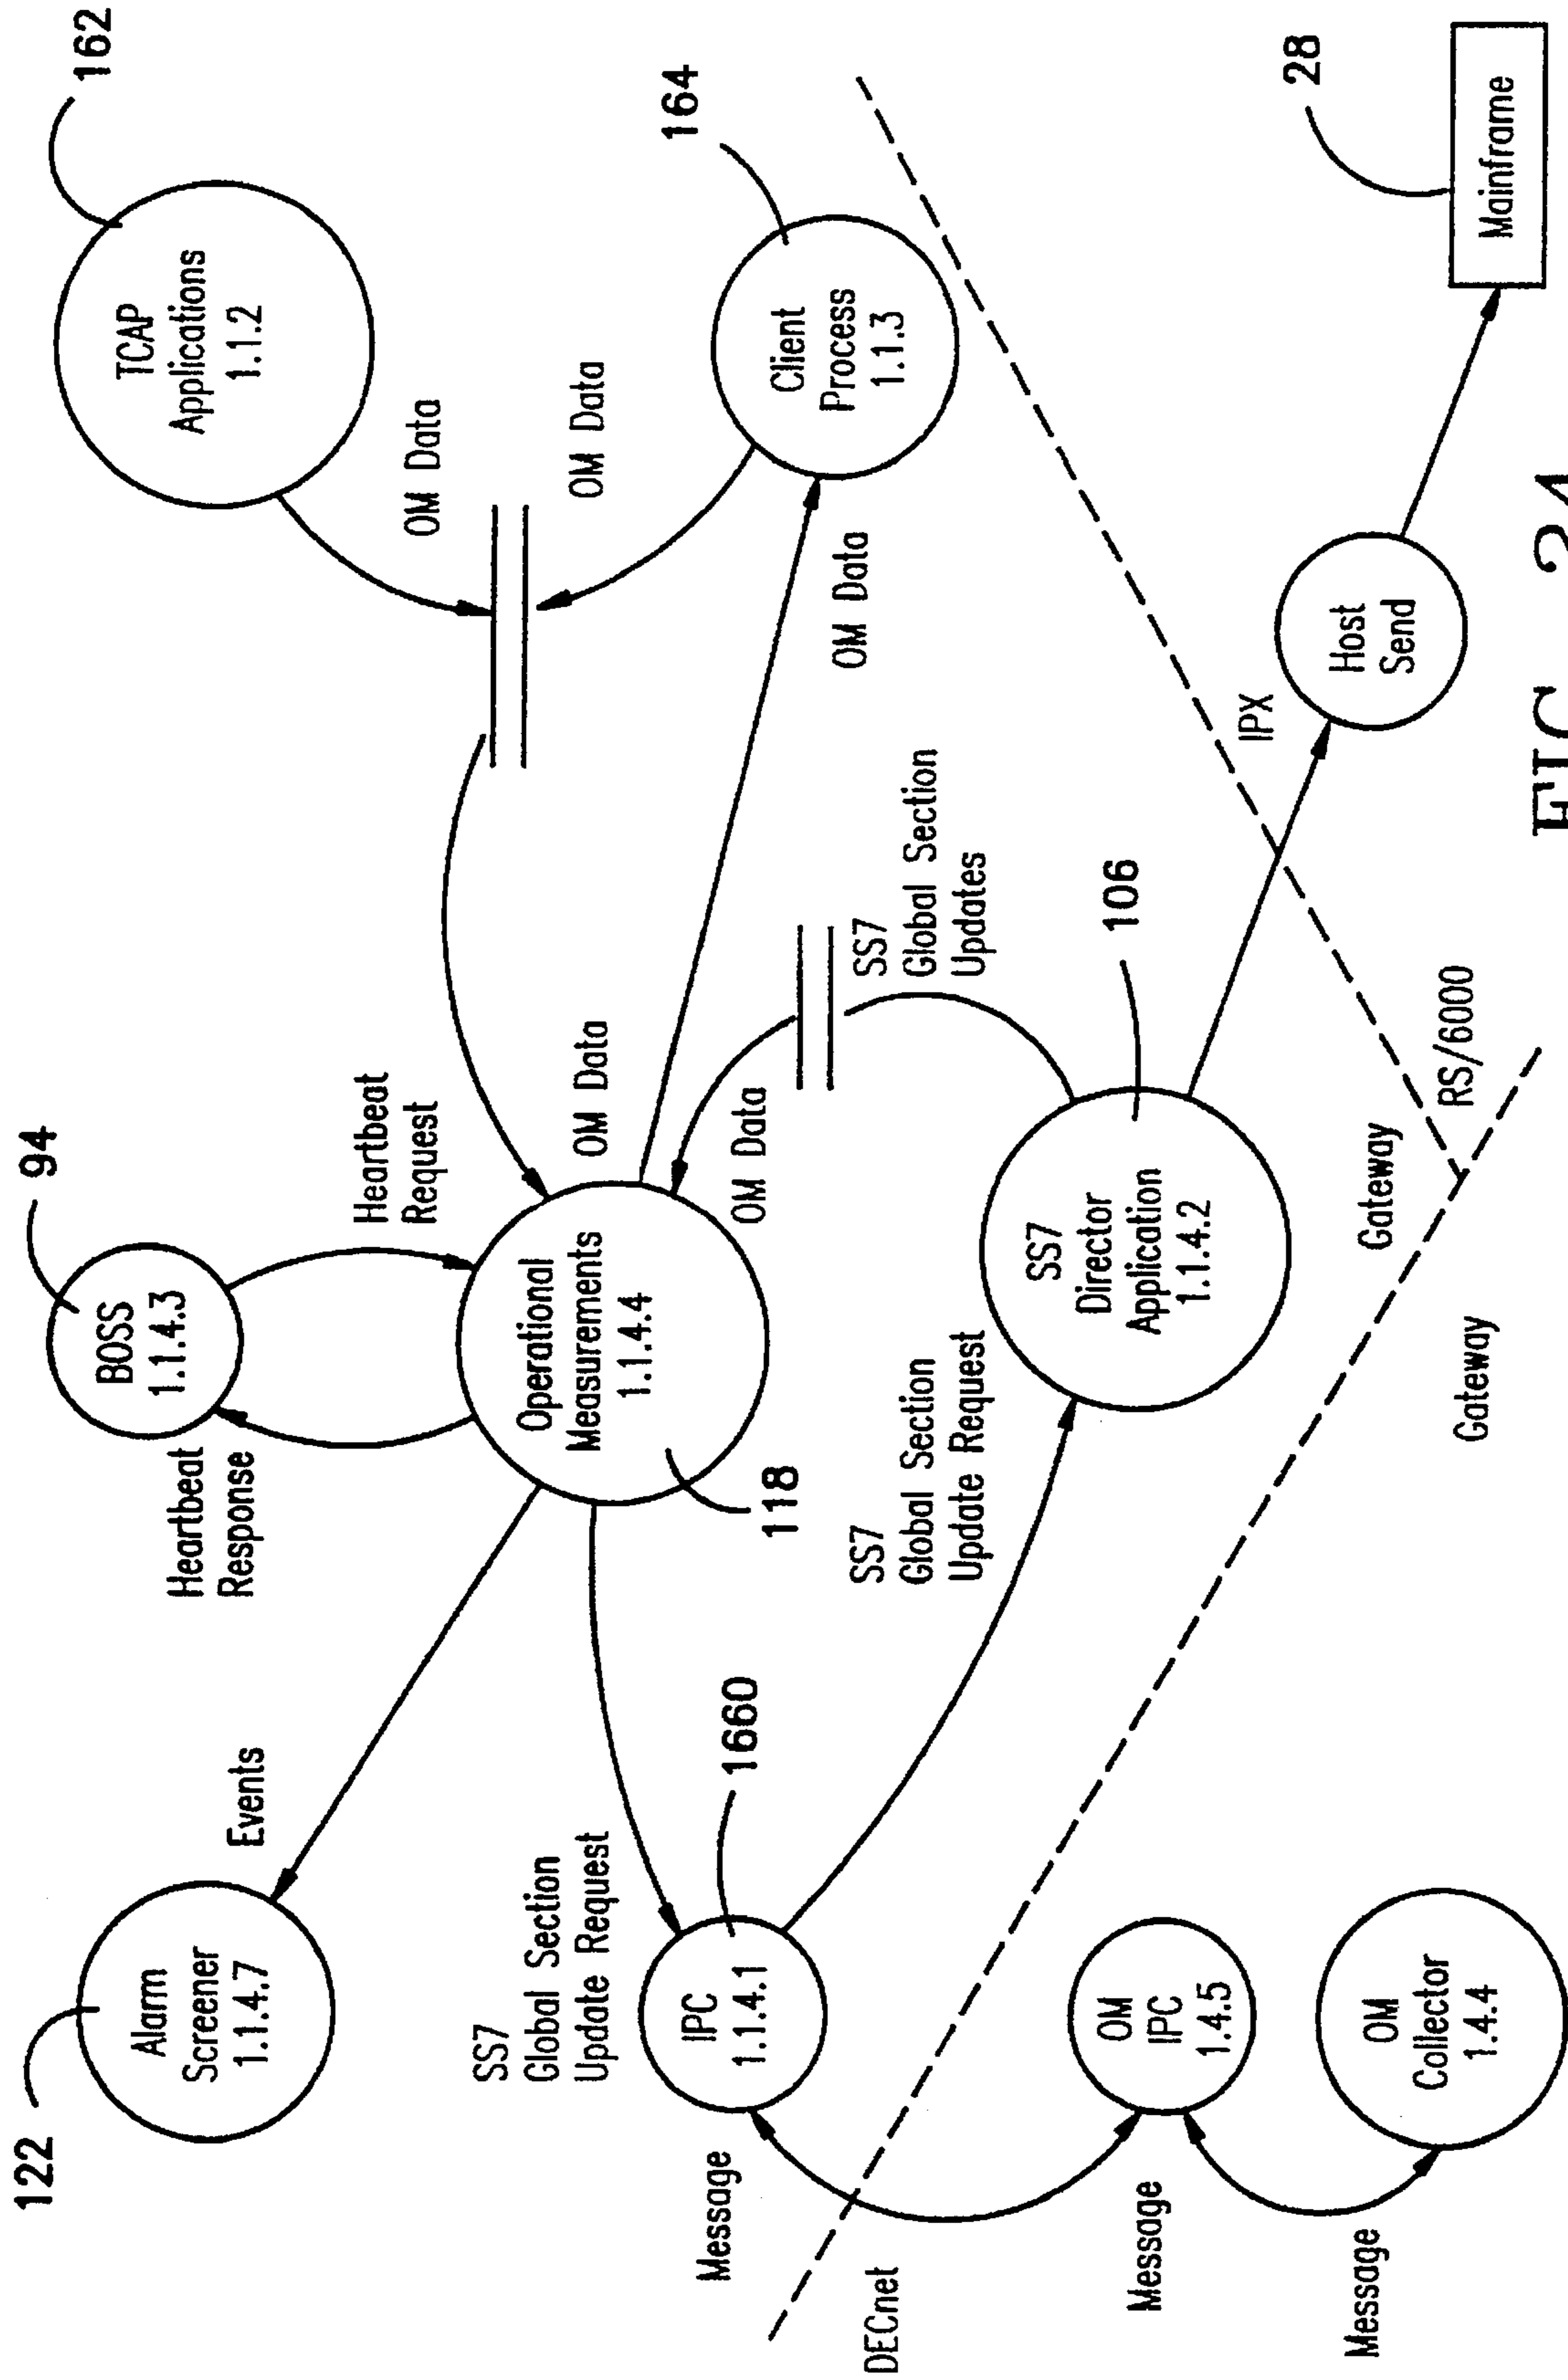 122
Alarm
Screener
1.1.4.7
Events
Heartbeat
Response
BOSS
1.1.4.3
94
Heartbeat
Request
TCAP
Applications
1.1.2
162
OM Data
OM Data
Operational
Measurements
1.1.4.4
118
OM Data
SS7
Global Section
Update Request
IPC
1.1.4.1
1660
Client
Process
1.1.3
164
OM Data
OM Data
SS7
Global Section
Updates
SS7
Global Section
Update Request
SS7
Director
Application
1.1.4.2
106
Message
DECnet
OM
IPC
1.4.5
Message
Message
OM
Collector
1.4.4
Gateway
Gateway
RS/6000
IPX
Host
Send
Mainframe
28